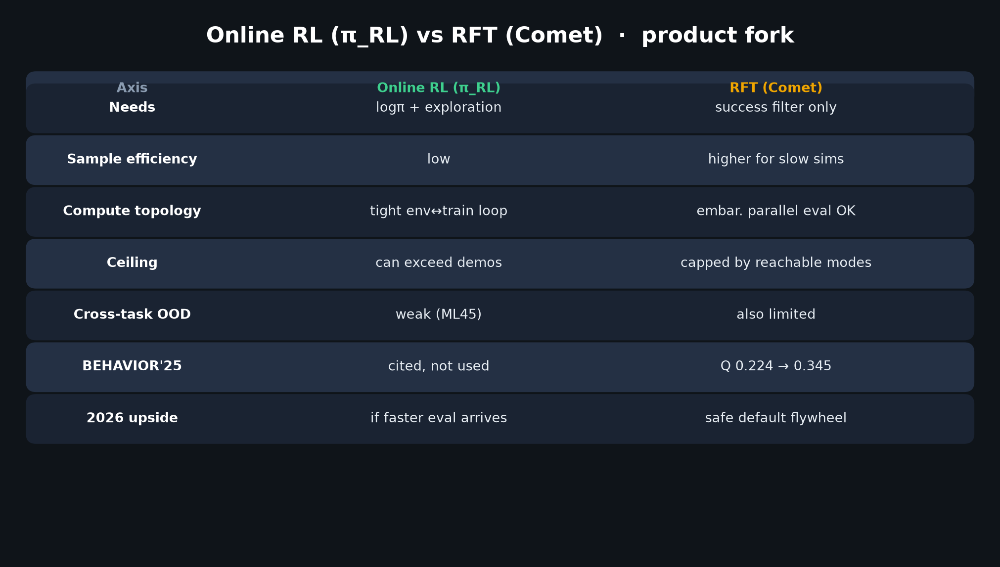 Online RL (π_RL) vs RFT (Comet) · product fork
Axis Online RL (π_RL) RFT (Comet)
Needs logπ + exploration success filter only
Sample efficiency low higher for slow sims
Compute topology tight env↔train loop embar. parallel eval OK
Ceiling can exceed demos capped by reachable modes
Cross-task OOD weak (ML45) also limited
BEHAVIOR'25 cited, not used Q 0.224 → 0.345
2026 upside if faster eval arrives safe default flywheel